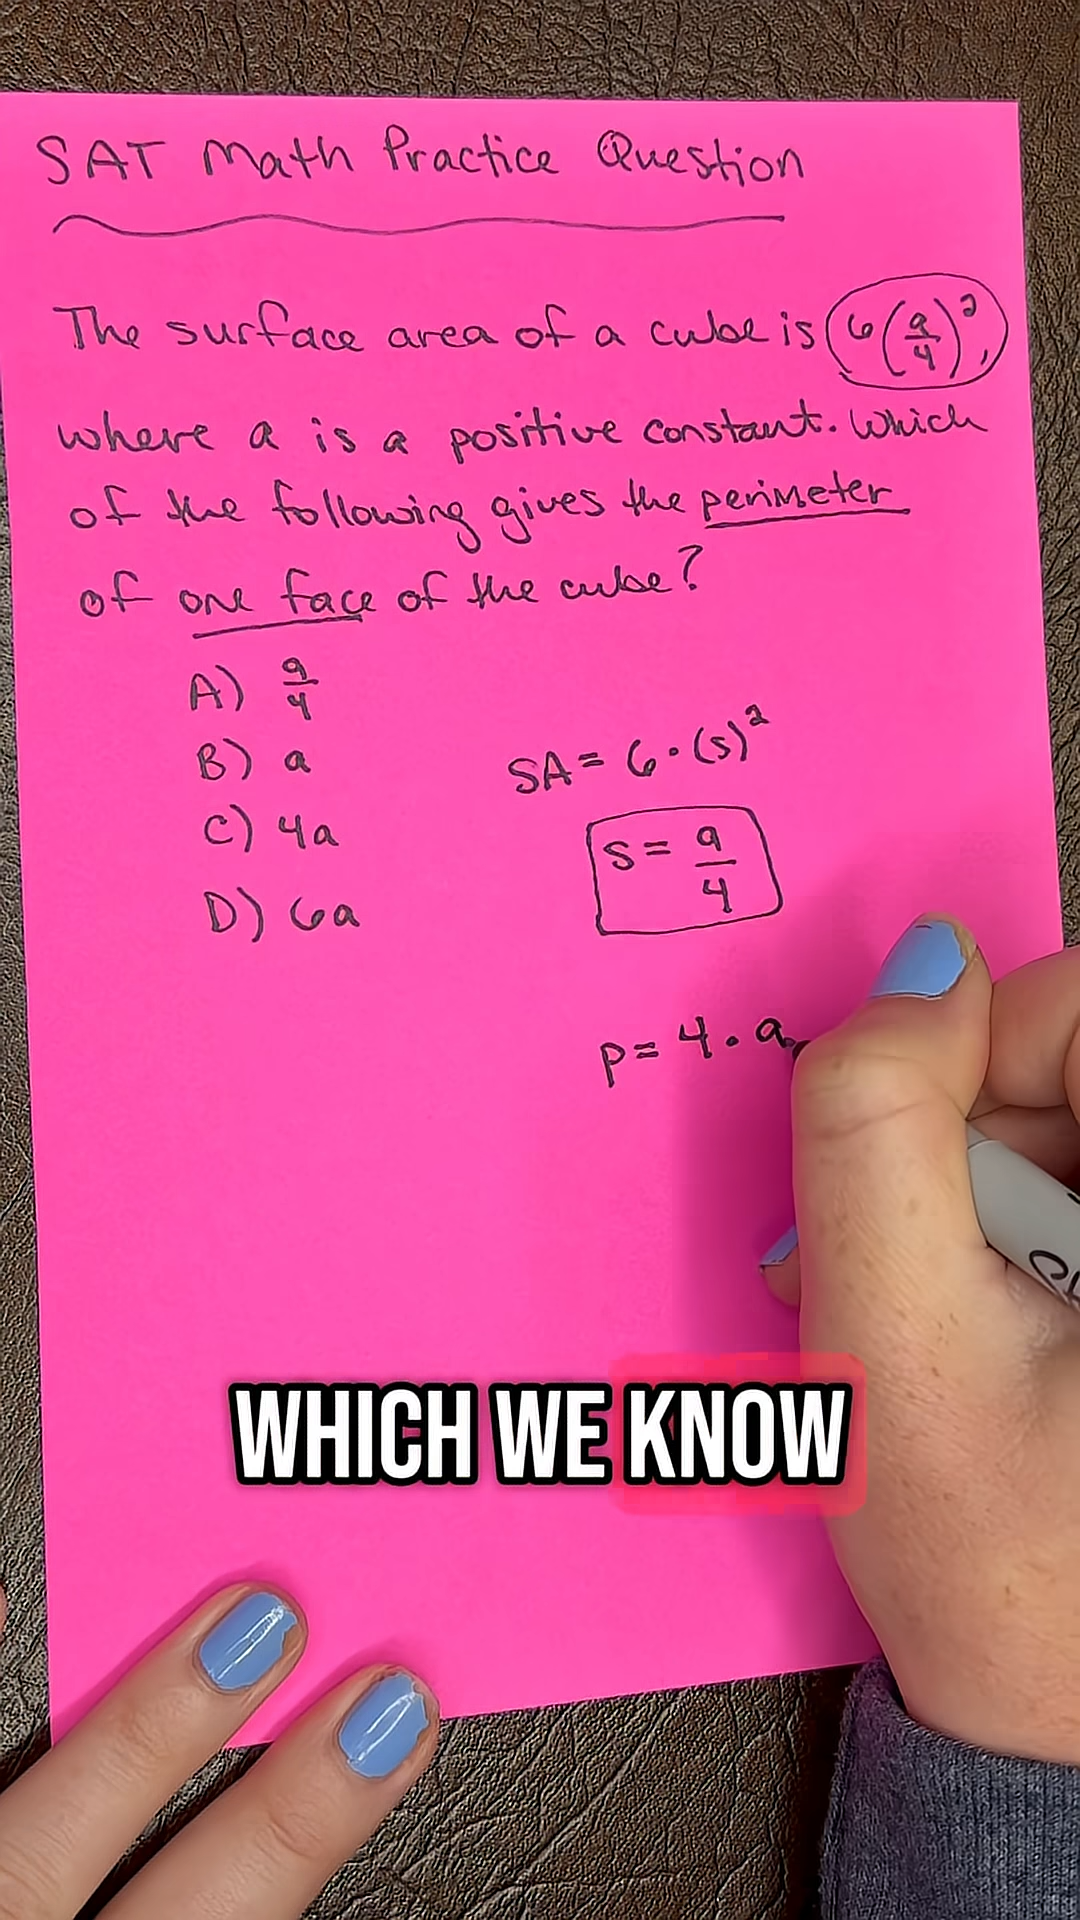 SAT Math Practice Question
The surface area of a cube is 6(a/4)²,
where a is a positive constant. Which
of the following gives the perimeter
of one face of the cube?
A) a/4
B) a
C) 4a
D) 6a
SA = 6 · (s)²
s = a/4
p = 4 · a
WHICH WE KNOW